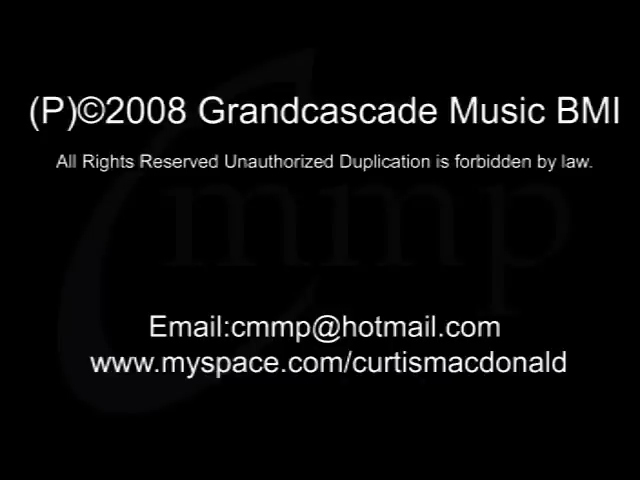 (P)©2008 Grandcascade Music BMI
All Rights Reserved Unauthorized Duplication is forbidden by law.
cmmp
Email:cmmp@hotmail.com
www.myspace.com/curtismacdonald